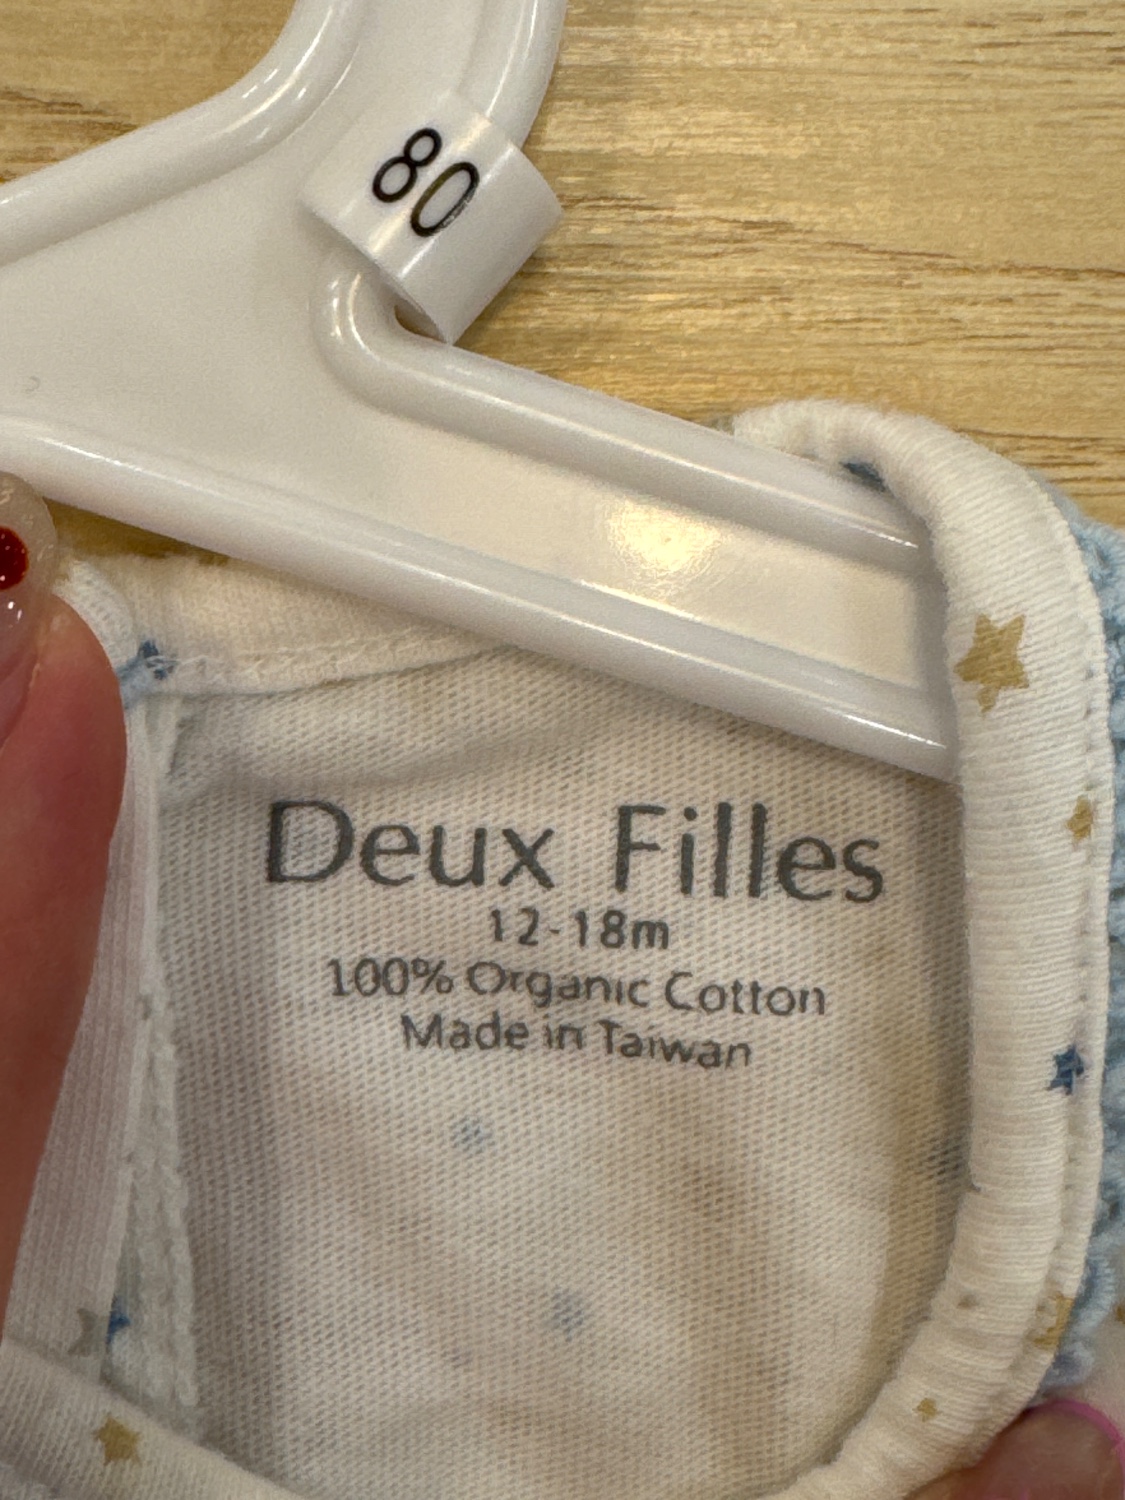 80
Deux Filles
12-18m
100% Organic Cotton
Made in Taiwan